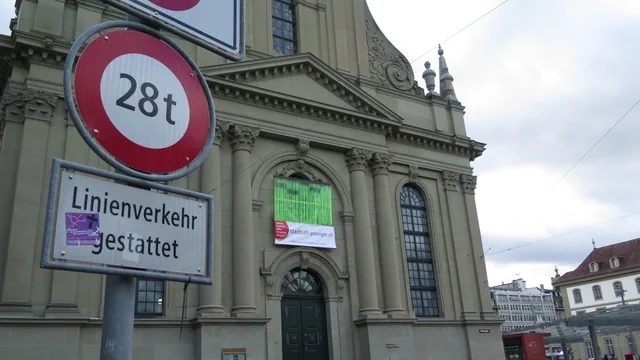 28t
Linienverkehr
gestattet